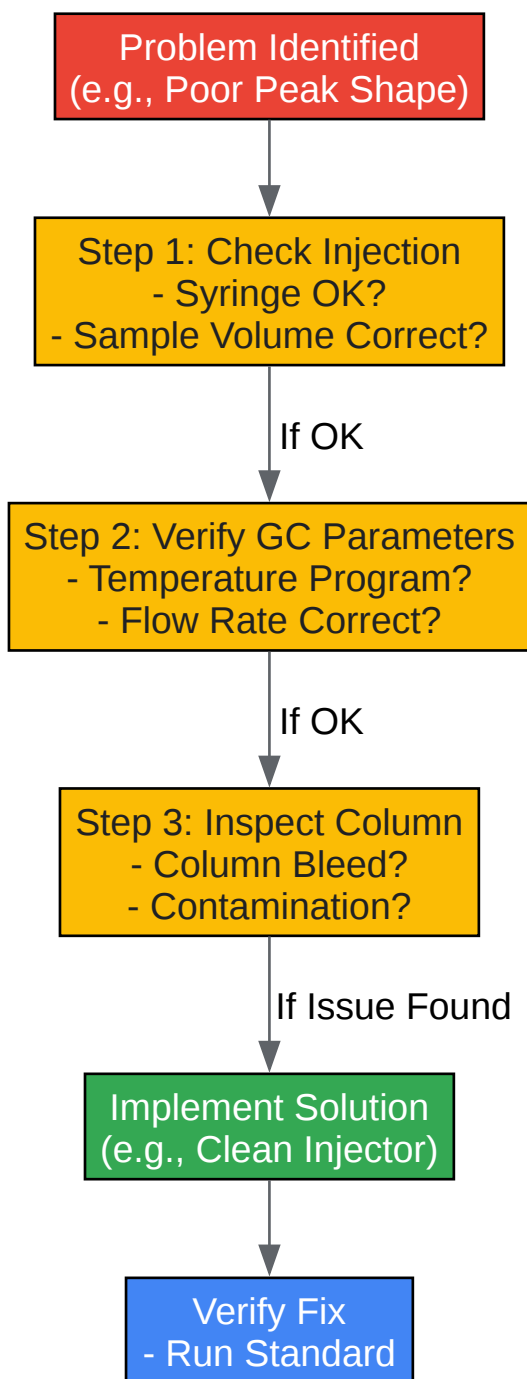 Problem Identified
(e.g., Poor Peak Shape)
Step 1: Check Injection
- Syringe OK?
- Sample Volume Correct?
If OK
Step 2: Verify GC Parameters
- Temperature Program?
- Flow Rate Correct?
If OK
Step 3: Inspect Column
- Column Bleed?
- Contamination?
If Issue Found
Implement Solution
(e.g., Clean Injector)
Verify Fix
- Run Standard